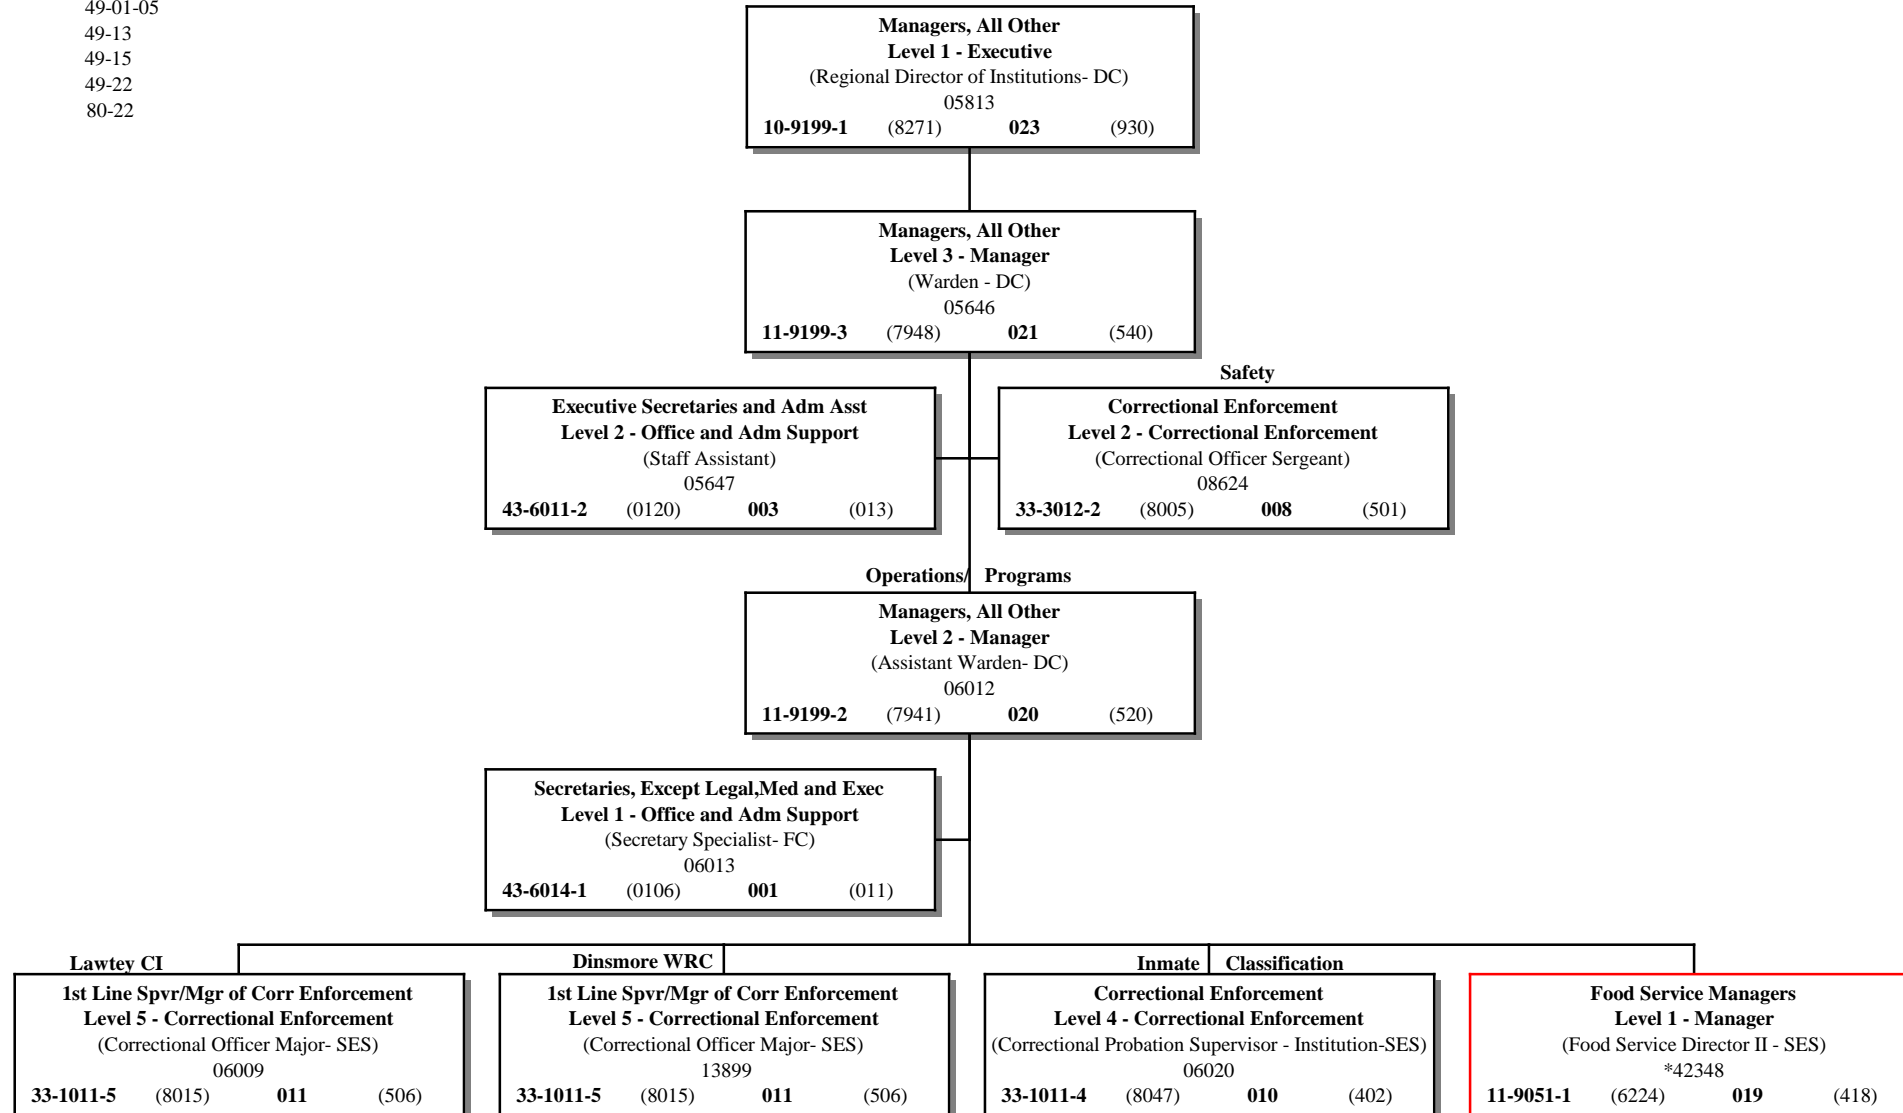 49-01-05
49-13
49-15
49-22
80-22
Managers, All Other
Level 1 - Executive
(Regional Director of Institutions- DC)
05813
10-9199-1 (8271) 023 (930)
Managers, All Other
Level 3 - Manager
(Warden - DC)
05646
11-9199-3 (7948) 021 (540)
Executive Secretaries and Adm Asst
Level 2 - Office and Adm Support
(Staff Assistant)
05647
43-6011-2 (0120) 003 (013)
Safety
Correctional Enforcement
Level 2 - Correctional Enforcement
(Correctional Officer Sergeant)
08624
33-3012-2 (8005) 008 (501)
Operations/ Programs
Managers, All Other
Level 2 - Manager
(Assistant Warden- DC)
06012
11-9199-2 (7941) 020 (520)
Secretaries, Except Legal,Med and Exec
Level 1 - Office and Adm Support
(Secretary Specialist- FC)
06013
43-6014-1 (0106) 001 (011)
Lawtey CI
1st Line Spvr/Mgr of Corr Enforcement
Level 5 - Correctional Enforcement
(Correctional Officer Major- SES)
06009
33-1011-5 (8015) 011 (506)
Dinsmore WRC
1st Line Spvr/Mgr of Corr Enforcement
Level 5 - Correctional Enforcement
(Correctional Officer Major- SES)
13899
33-1011-5 (8015) 011 (506)
Inmate Classification
Correctional Enforcement
Level 4 - Correctional Enforcement
(Correctional Probation Supervisor - Institution-SES)
06020
33-1011-4 (8047) 010 (402)
Food Service Managers
Level 1 - Manager
(Food Service Director II - SES)
*42348
11-9051-1 (6224) 019 (418)